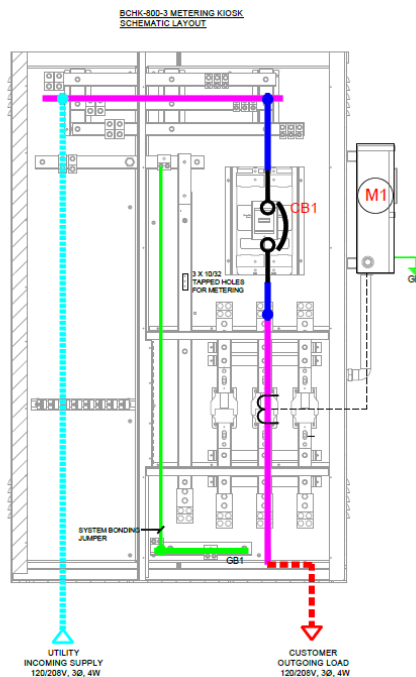 BCHK-800-3 METERING KIOSK
SCHEMATIC LAYOUT
M1
CB1
3 X 10/32
TAPPED HOLES
FOR METERING
SYSTEM BONDING
JUMPER
GB1
UTILITY
INCOMING SUPPLY
120/208V, 3Ø, 4W
CUSTOMER
OUTGOING LOAD
120/208V, 3Ø, 4W